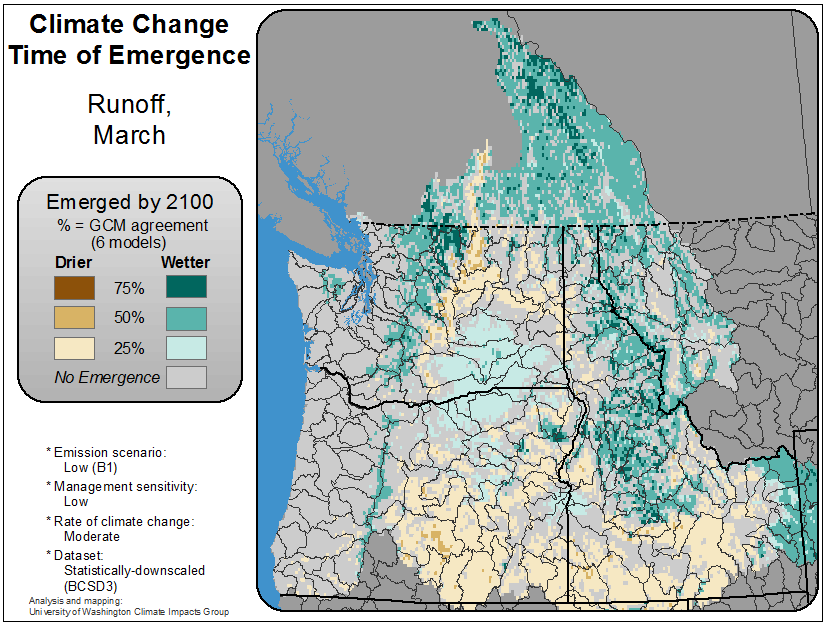 Climate Change
Time of Emergence
Runoff,
March
Emerged by 2100
% = GCM agreement
(6 models)
Drier Wetter
75%
50%
25%
No Emergence
* Emission scenario:
Low (B1)
* Management sensitivity:
Low
* Rate of climate change:
Moderate
* Dataset:
Statistically-downscaled
(BCSD3)
Analysis and mapping:
University of Washington Climate Impacts Group